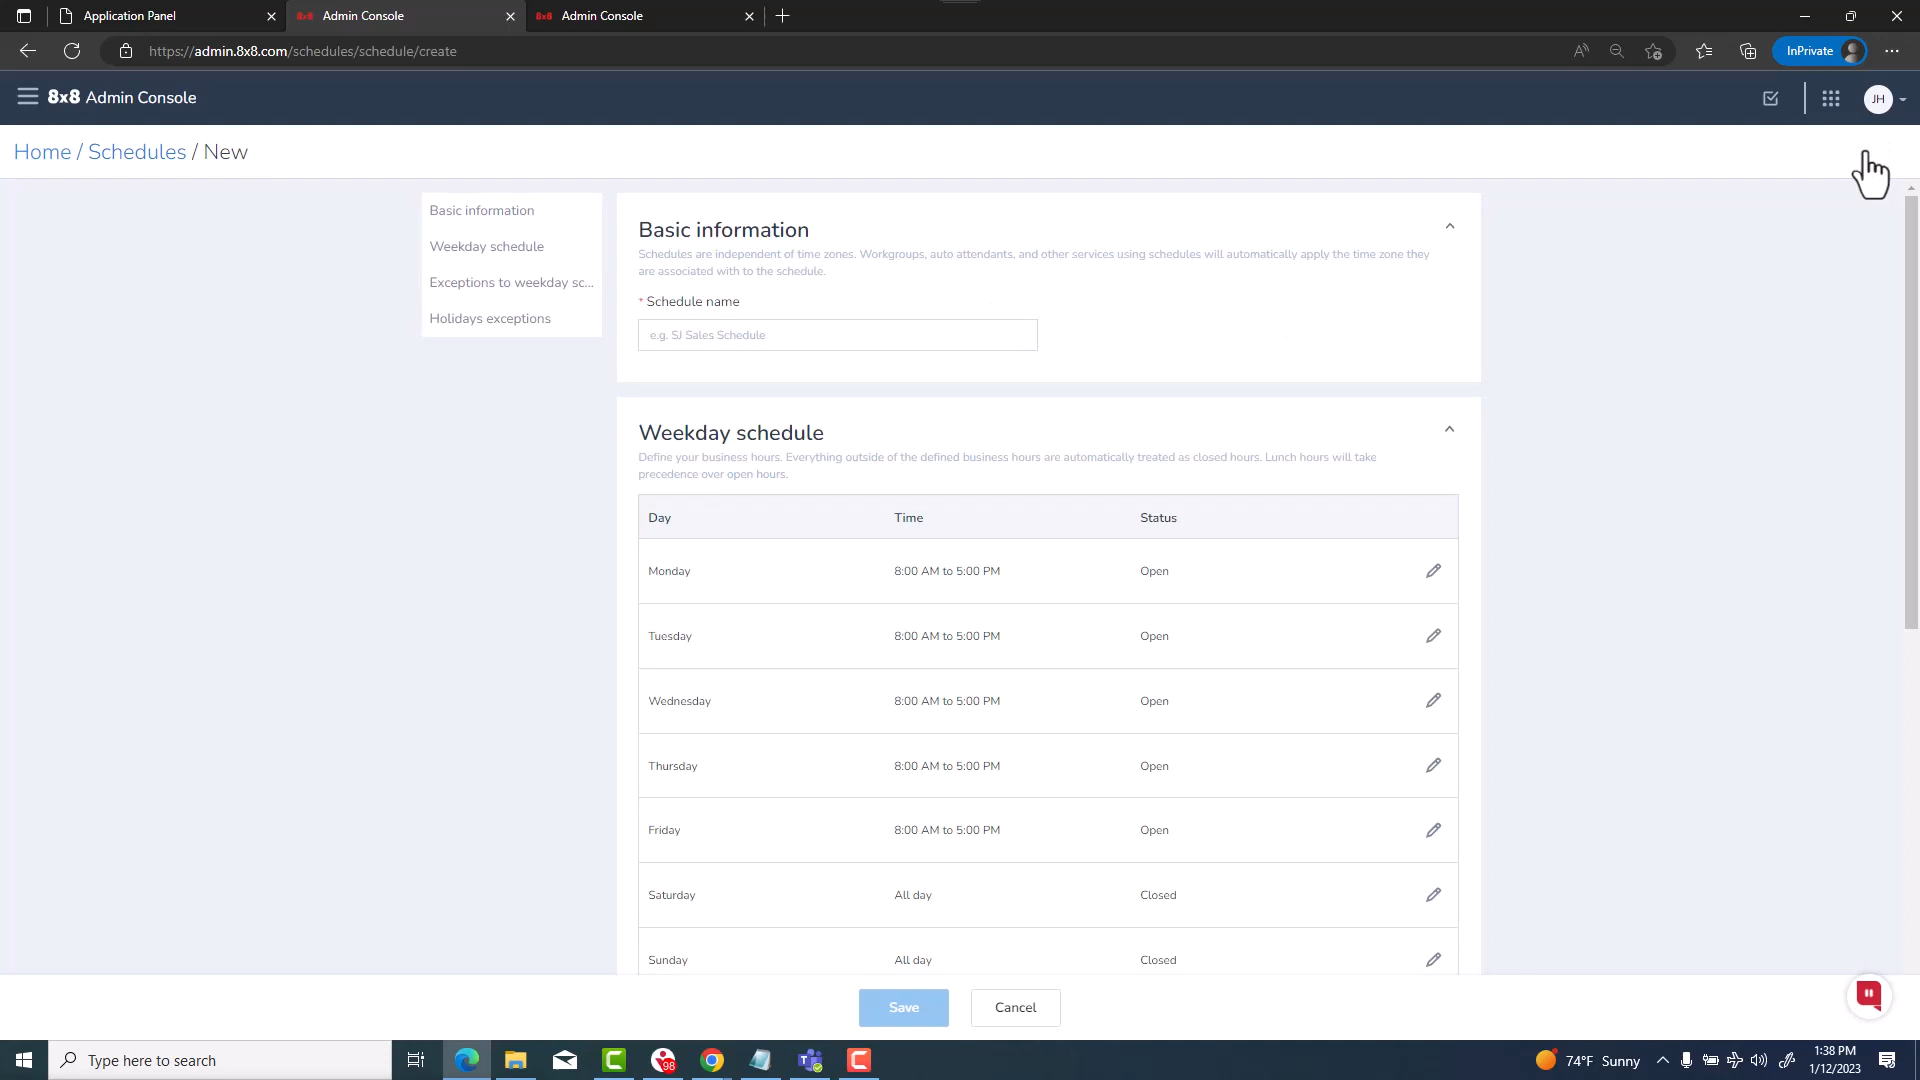 Application Panel
Admin Console
Admin Console
https://admin.8x8.com/schedules/schedule/create
InPrivate
8x8 Admin Console
JH
Home / Schedules / New
Basic information
Weekday schedule
Exceptions to weekday sc...
Holidays exceptions
Basic information
Schedules are independent of time zones. Workgroups, auto attendants, and other services using schedules will automatically apply the time zone they
are associated with to the schedule.
* Schedule name
e.g. SJ Sales Schedule
Weekday schedule
Define your business hours. Everything outside of the defined business hours are automatically treated as closed hours. Lunch hours will take
precedence over open hours.
Day Time Status
Monday 8:00 AM to 5:00 PM Open
Tuesday 8:00 AM to 5:00 PM Open
Wednesday 8:00 AM to 5:00 PM Open
Thursday 8:00 AM to 5:00 PM Open
Friday 8:00 AM to 5:00 PM Open
Saturday All day Closed
Sunday All day Closed
Save Cancel
Type here to search
98
74°F Sunny
1:38 PM
1/12/2023